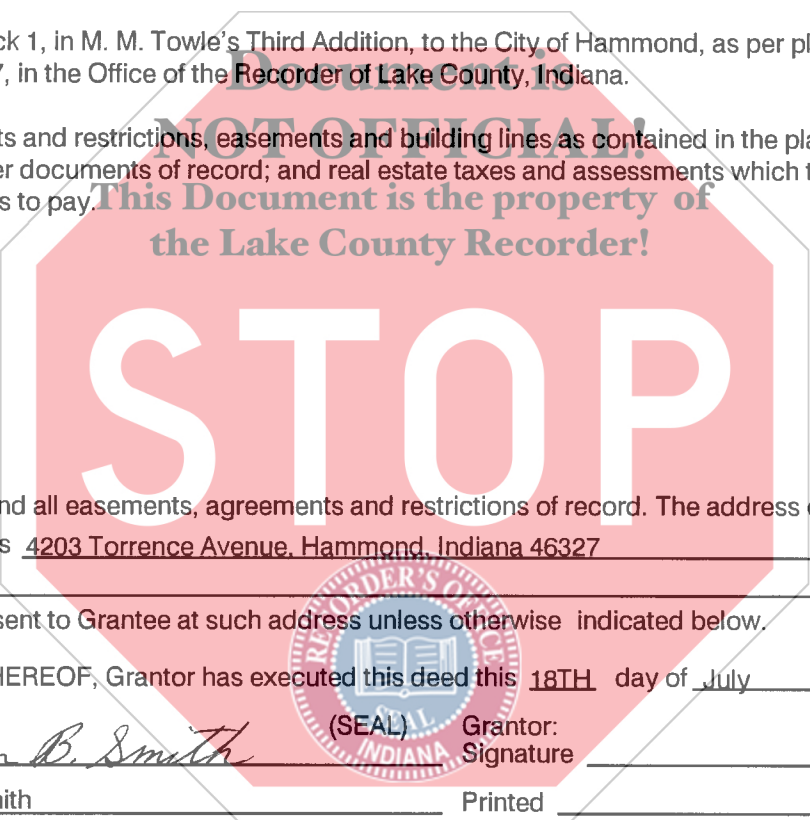 ck 1, in M. M. Towle's Third Addition, to the City of Hammond, as per pl
7, in the Office of the Recorder of Lake County, Indiana.
Document is
NOT OFFICIAL!
This Document is the property of
the Lake County Recorder!
ts and restrictions, easements and building lines as contained in the pla
er documents of record; and real estate taxes and assessments which
s to pay.
STOP
nd all easements, agreements and restrictions of record. The address
s 4203 Torrence Avenue, Hammond, Indiana 46327
sent to Grantee at such address unless otherwise indicated below.
HEREOF, Grantor has executed this deed this 18TH day of July
RECORDER'S OFFICE
SEAL
INDIANA
(SEAL) Grantor:
B. Smith Signature
nith Printed